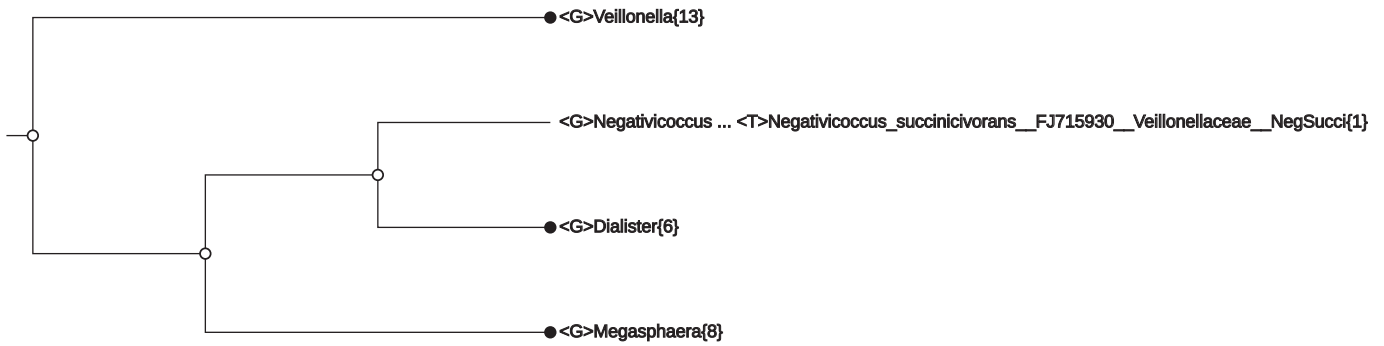 <G>Veillonella{13}
<G>Negativicoccus ... <T>Negativicoccus_succinicivorans__FJ715930__Veillonellaceae__NegSucci{1}
<G>Dialister{6}
<G>Megasphaera{8}